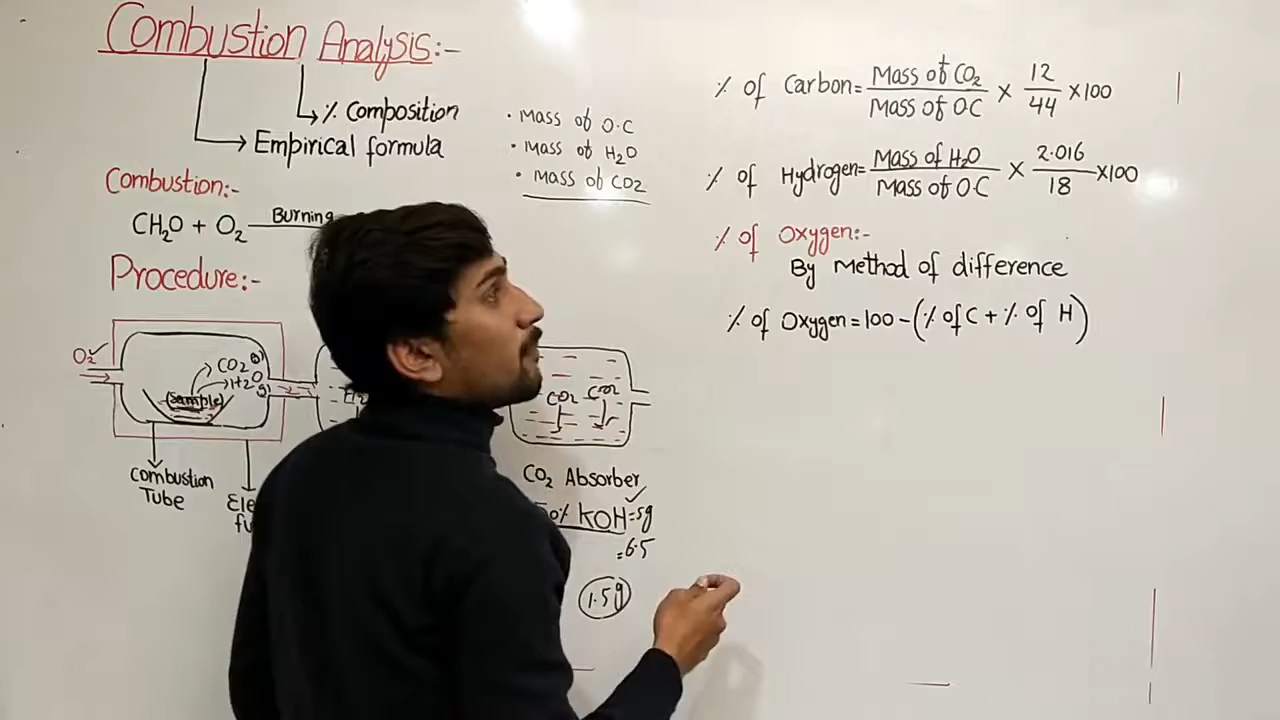 Combustion Analysis:-
% Composition
Empirical formula
Combustion:-
CH₂O + O₂ Burning
Procedure:-
O₂ ✓
CO₂ g)
H₂O g)
(Sample)
Combustion
Tube
CO₂ CO₂
CO₂ Absorber
KOH = 5g
= 6.5
1.5g
· Mass of O.C
· Mass of H₂O
· Mass of CO2
% of Carbon = Mass of CO₂ / Mass of OC × 12 / 44 ×100
% of Hydrogen = Mass of H₂O / Mass of O.C × 2.016 / 18 ×100
% of Oxygen:-
By Method of difference
% of Oxygen = 100 - (% of C + % of H)